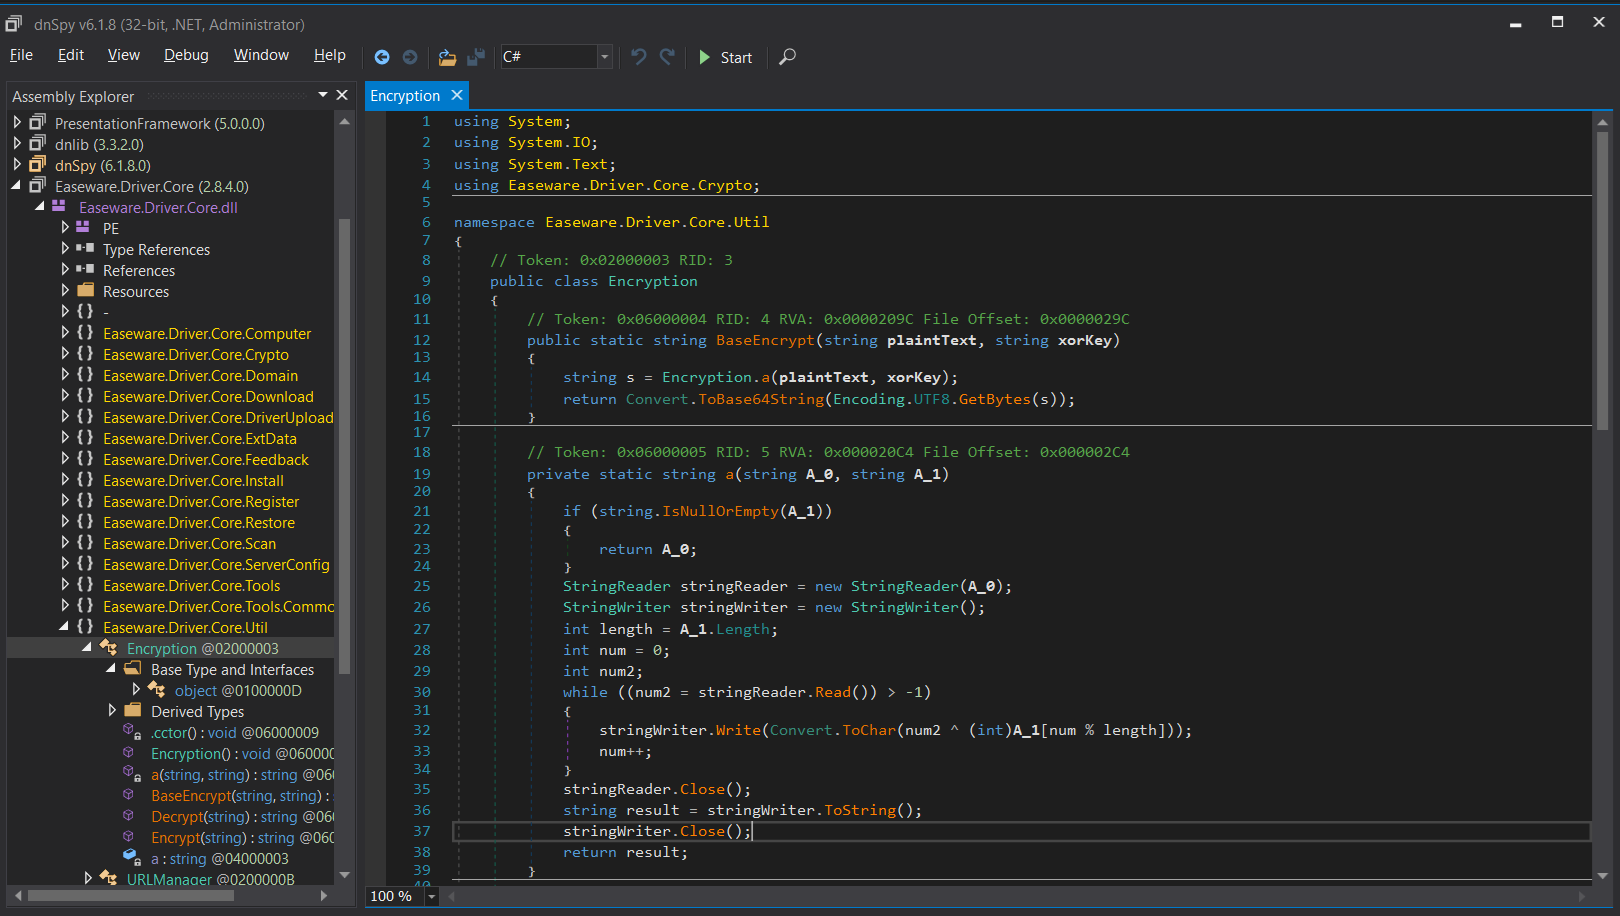 dnSpy v6.1.8 (32-bit, .NET, Administrator)
File Edit View Debug Window Help C# Start
Assembly Explorer
PresentationFramework (5.0.0.0)
dnlib (3.3.2.0)
dnSpy (6.1.8.0)
Easeware.Driver.Core (2.8.4.0)
Easeware.Driver.Core.dll
PE
Type References
References
Resources
{ } -
{ } Easeware.Driver.Core.Computer
{ } Easeware.Driver.Core.Crypto
{ } Easeware.Driver.Core.Domain
{ } Easeware.Driver.Core.Download
{ } Easeware.Driver.Core.DriverUpload
{ } Easeware.Driver.Core.ExtData
{ } Easeware.Driver.Core.Feedback
{ } Easeware.Driver.Core.Install
{ } Easeware.Driver.Core.Register
{ } Easeware.Driver.Core.Restore
{ } Easeware.Driver.Core.Scan
{ } Easeware.Driver.Core.ServerConfig
{ } Easeware.Driver.Core.Tools
{ } Easeware.Driver.Core.Tools.Commo
{ } Easeware.Driver.Core.Util
Encryption @02000003
Base Type and Interfaces
object @0100000D
Derived Types
.cctor() : void @06000009
Encryption() : void @060000
a(string, string) : string @060
BaseEncrypt(string, string) :
Decrypt(string) : string @060
Encrypt(string) : string @060
a : string @04000003
URLManager @0200000B
Encryption
1 using System;
2 using System.IO;
3 using System.Text;
4 using Easeware.Driver.Core.Crypto;
5
6 namespace Easeware.Driver.Core.Util
7 {
8 // Token: 0x02000003 RID: 3
9 public class Encryption
10 {
11 // Token: 0x06000004 RID: 4 RVA: 0x0000209C File Offset: 0x0000029C
12 public static string BaseEncrypt(string plaintText, string xorKey)
13 {
14 string s = Encryption.a(plaintText, xorKey);
15 return Convert.ToBase64String(Encoding.UTF8.GetBytes(s));
16 }
17
18 // Token: 0x06000005 RID: 5 RVA: 0x000020C4 File Offset: 0x000002C4
19 private static string a(string A_0, string A_1)
20 {
21 if (string.IsNullOrEmpty(A_1))
22 {
23 return A_0;
24 }
25 StringReader stringReader = new StringReader(A_0);
26 StringWriter stringWriter = new StringWriter();
27 int length = A_1.Length;
28 int num = 0;
29 int num2;
30 while ((num2 = stringReader.Read()) > -1)
31 {
32 stringWriter.Write(Convert.ToChar(num2 ^ (int)A_1[num % length]));
33 num++;
34 }
35 stringReader.Close();
36 string result = stringWriter.ToString();
37 stringWriter.Close();
38 return result;
39 }
40
100 %